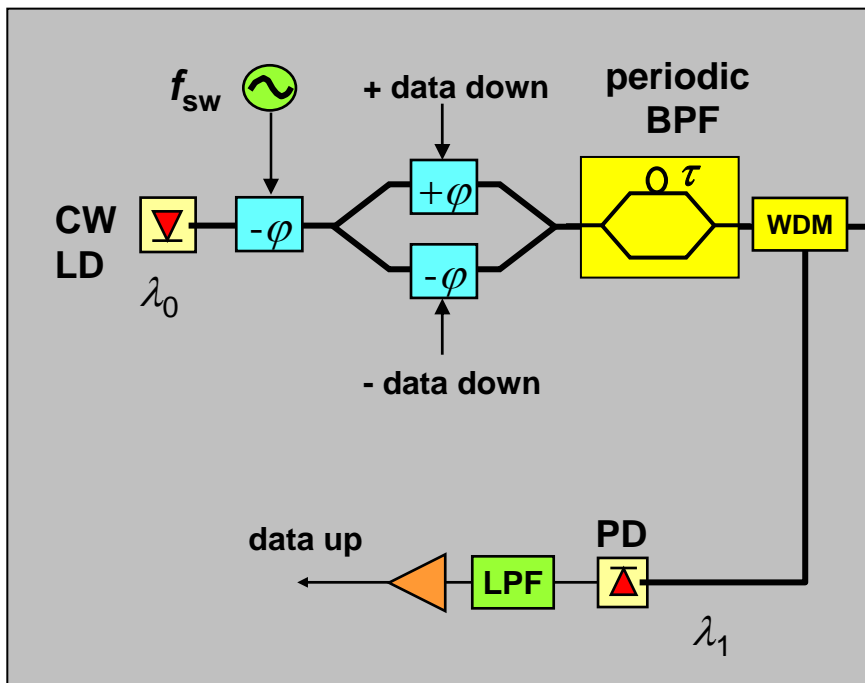 f_sw
+ data down
periodic
BPF
CW
LD
λ₀
-φ
+φ
-φ
τ
WDM
- data down
data up
LPF
PD
λ₁